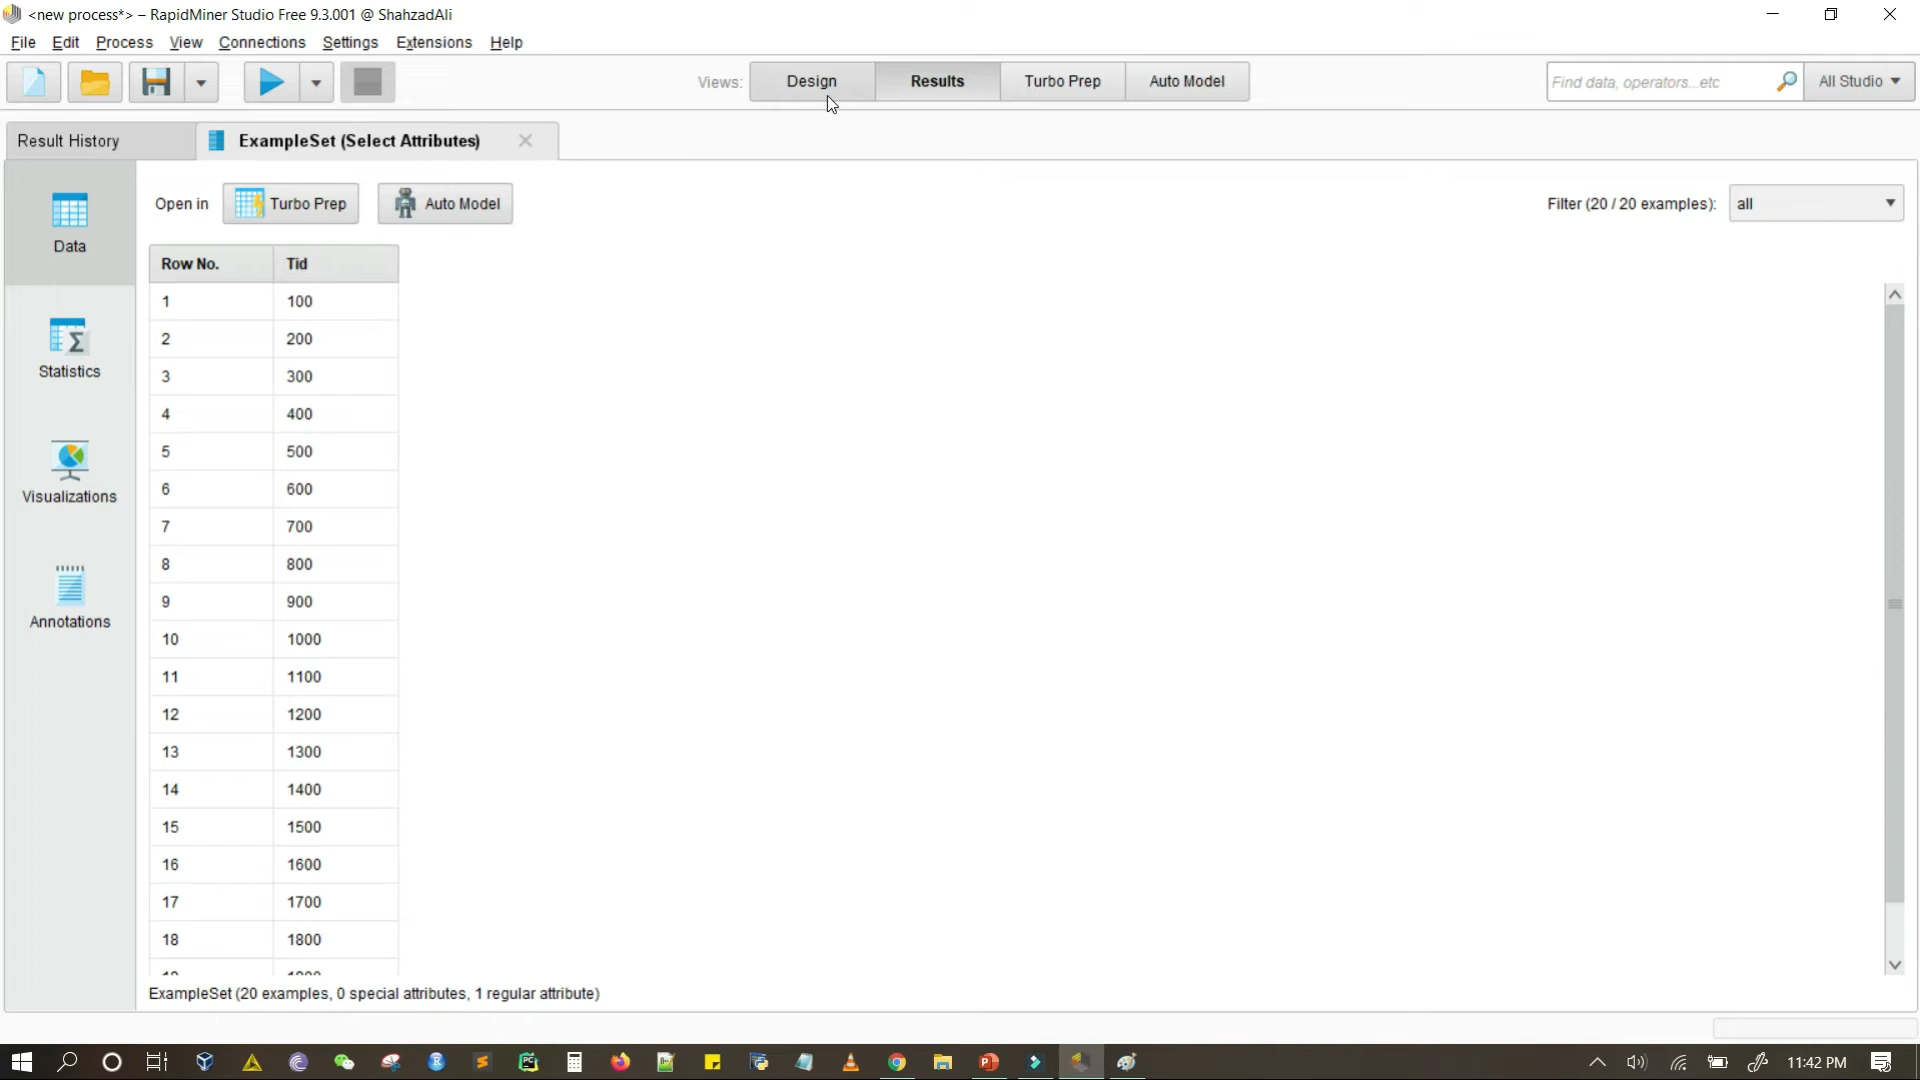 <new process*> – RapidMiner Studio Free 9.3.001 @ ShahzadAli
File Edit Process View Connections Settings Extensions Help
Views: Design Results Turbo Prep Auto Model Find data, operators...etc All Studio
Result History ExampleSet (Select Attributes)
Open in Turbo Prep Auto Model Filter (20 / 20 examples): all
Data
Statistics
Visualizations
Annotations
Row No. Tid
1 100
2 200
3 300
4 400
5 500
6 600
7 700
8 800
9 900
10 1000
11 1100
12 1200
13 1300
14 1400
15 1500
16 1600
17 1700
18 1800
ExampleSet (20 examples, 0 special attributes, 1 regular attribute)
11:42 PM